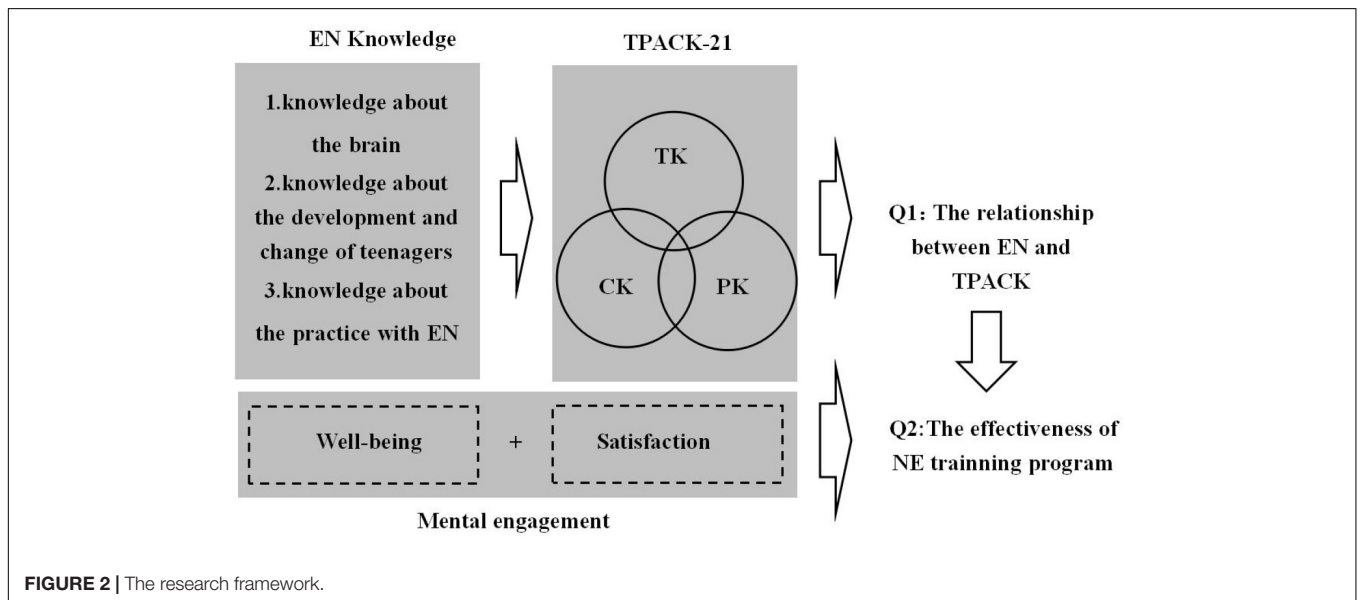 EN Knowledge
1.knowledge about
the brain
2.knowledge about
the development and
change of teenagers
3.knowledge about
the practice with EN
TPACK-21
TK
CK
PK
Q1: The relationship
between EN and
TPACK
Well-being
+
Satisfaction
Mental engagement
Q2:The effectiveness of
NE trainning program
FIGURE 2 | The research framework.